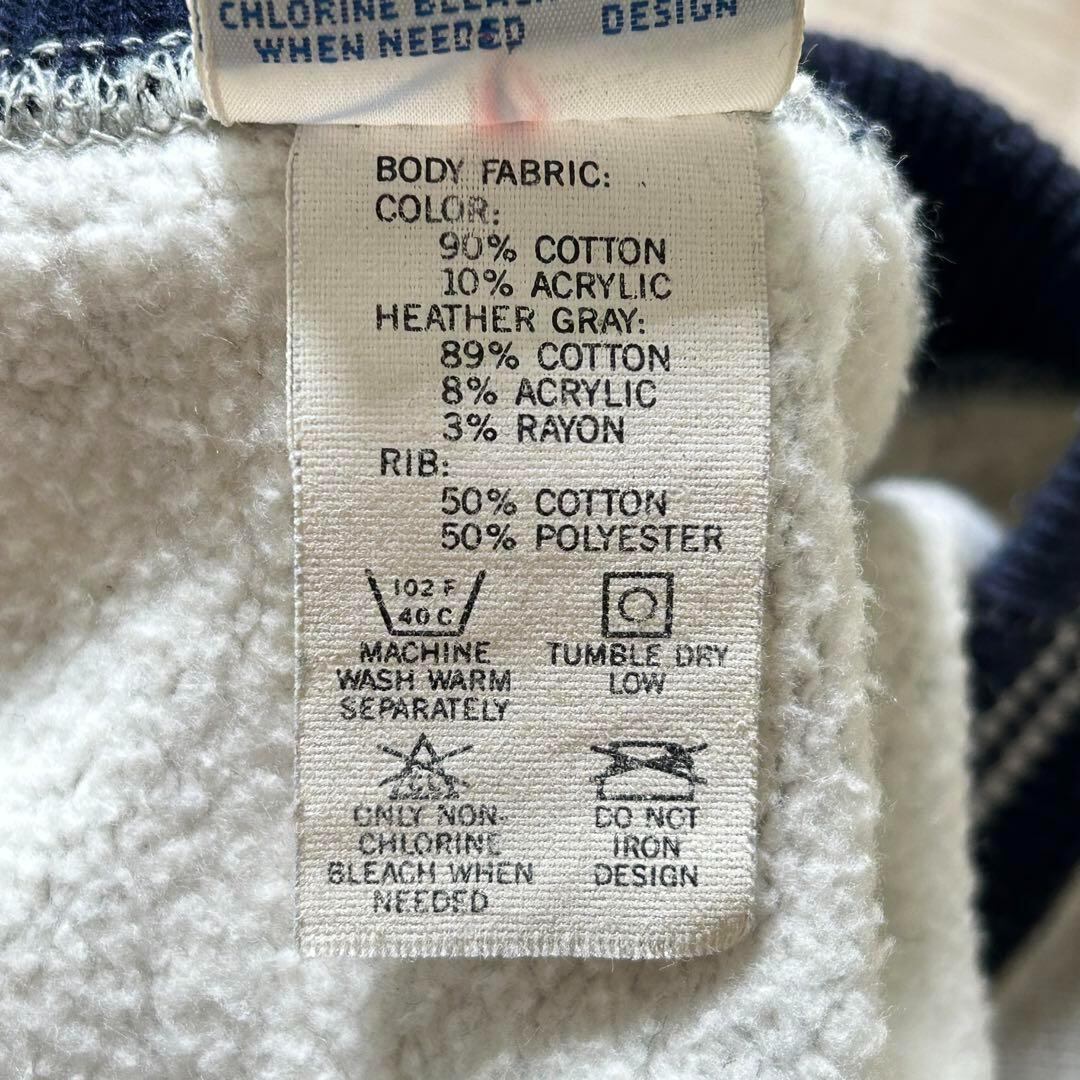 CHLORINE BLEACH
WHEN NEEDED
DESIGN
BODY FABRIC:
COLOR:
90% COTTON
10% ACRYLIC
HEATHER GRAY:
89% COTTON
8% ACRYLIC
3% RAYON
RIB:
50% COTTON
50% POLYESTER
102 F
40 C
MACHINE
WASH WARM
SEPARATELY
TUMBLE DRY
LOW
ONLY NON-
CHLORINE
BLEACH WHEN
NEEDED
DO NOT
IRON
DESIGN